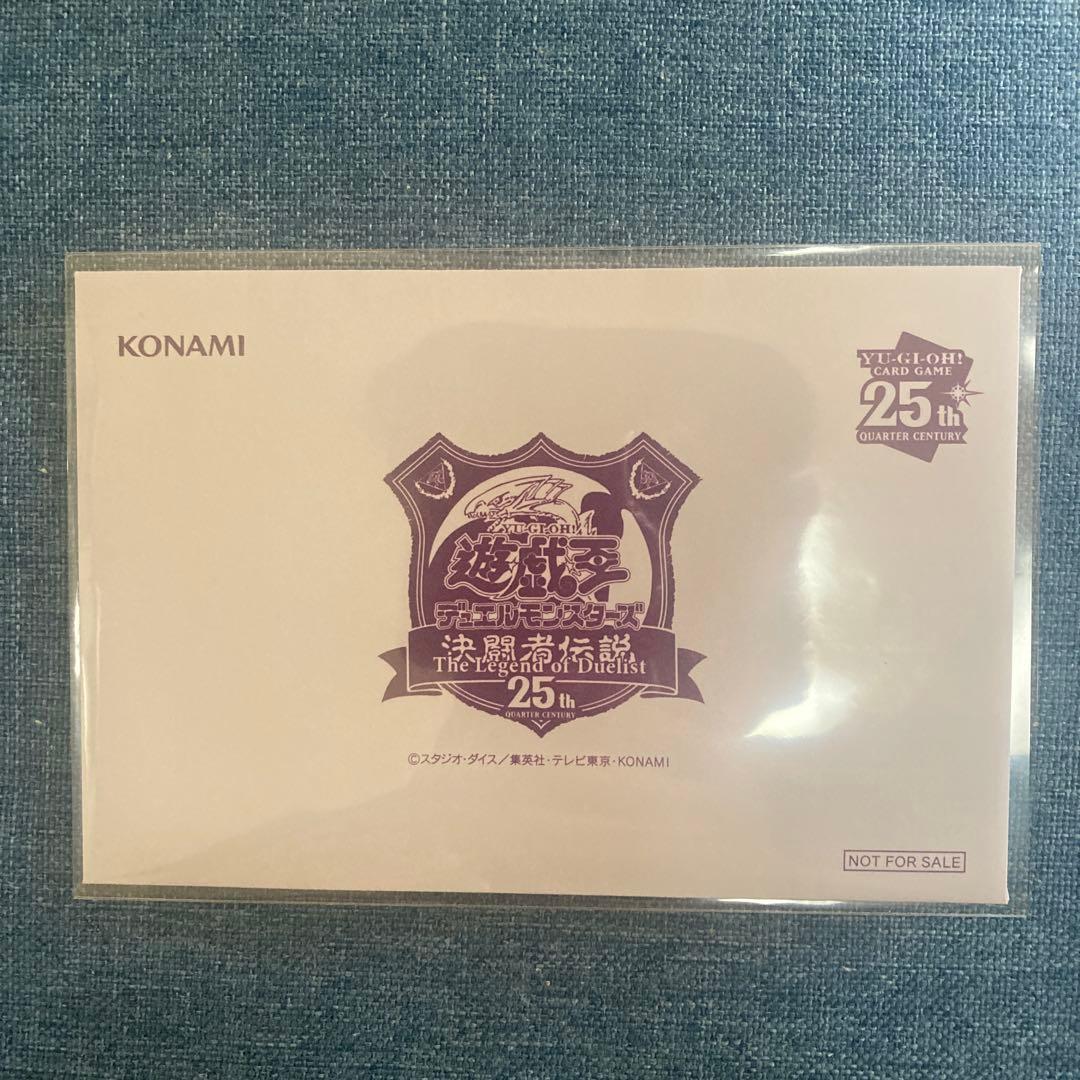 KONAMI
YU-GI-OH!
CARD GAME
25th
QUARTER CENTURY
YU-GI-OH!
遊戯王
デュエルモンスターズ
決闘者伝説
The Legend of Duelist
25th
QUARTER CENTURY
©スタジオ・ダイス／集英社・テレビ東京・KONAMI
NOT FOR SALE